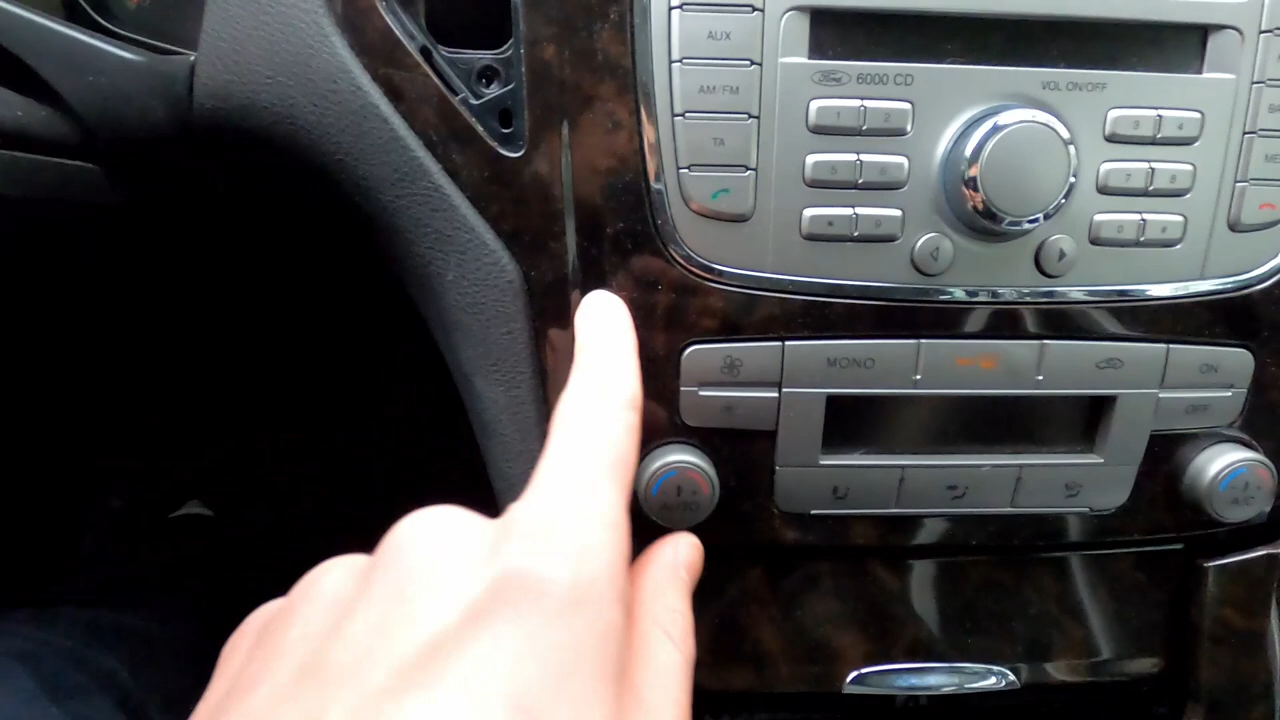 AUX
AM/FM
TA
Ford 6000 CD
VOL ON/OFF
1 2
3 4
5 6
7 8
* 9
0 #
MONO
ON
OFF
AUTO
A/C